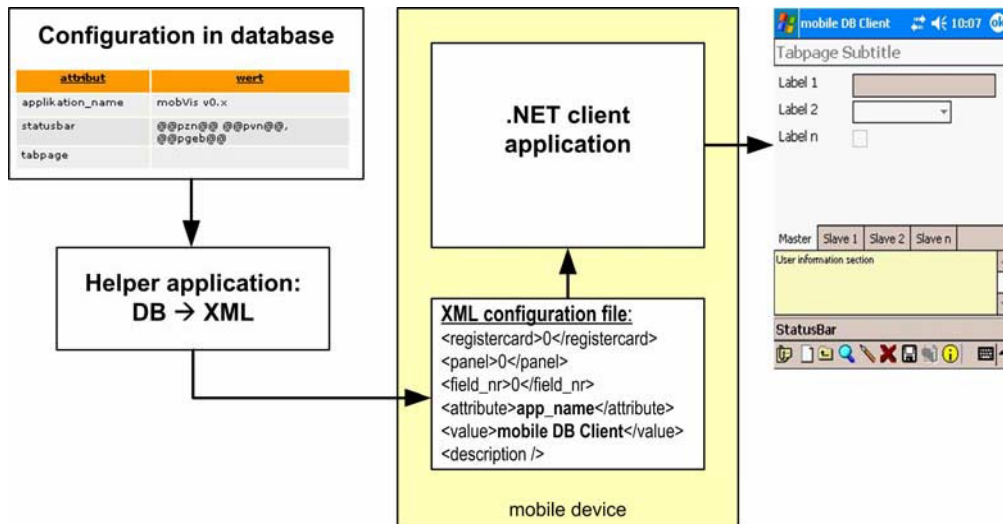 Configuration in database
attribut wert
applikation_name mobVis v0.x
statusbar @@pzn@@ @@pvn@@,
@@pgeb@@
tabpage
Helper application:
DB → XML
.NET client
application
XML configuration file:
<registercard>0</registercard>
<panel>0</panel>
<field_nr>0</field_nr>
<attribute>app_name</attribute>
<value>mobile DB Client</value>
<description />
mobile device
mobile DB Client 10:07 ok
Tabpage Subtitle
Label 1
Label 2
Label n
Master Slave 1 Slave 2 Slave n
User information section
StatusBar